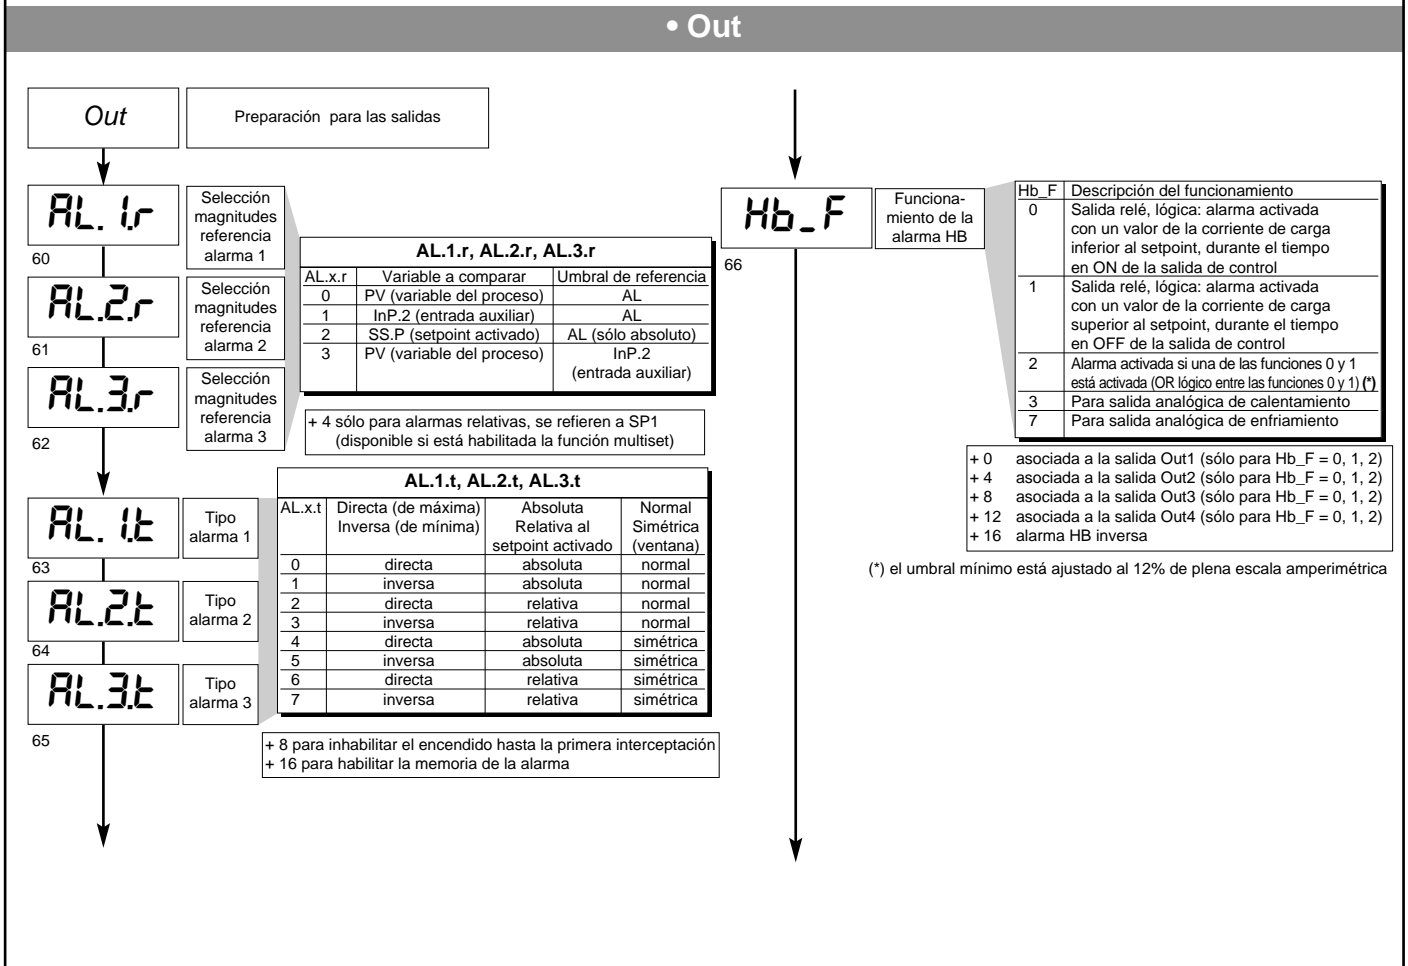 • Out
Out
Preparación para las salidas
AL. 1.r
60
Selección
magnitudes
referencia
alarma 1
AL.2.r
61
Selección
magnitudes
referencia
alarma 2
AL.3.r
62
Selección
magnitudes
referencia
alarma 3
AL.1.r, AL.2.r, AL.3.r
AL.x.r Variable a comparar Umbral de referencia
0 PV (variable del proceso) AL
1 InP.2 (entrada auxiliar) AL
2 SS.P (setpoint activado) AL (sólo absoluto)
3 PV (variable del proceso) InP.2
(entrada auxiliar)
+ 4 sólo para alarmas relativas, se refieren a SP1
(disponible si está habilitada la función multiset)
AL. 1.t
63
Tipo
alarma 1
AL.2.t
64
Tipo
alarma 2
AL.3.t
65
Tipo
alarma 3
AL.1.t, AL.2.t, AL.3.t
AL.x.t Directa (de máxima) Absoluta Normal
Inversa (de mínima) Relativa al Simétrica
setpoint activado (ventana)
0 directa absoluta normal
1 inversa absoluta normal
2 directa relativa normal
3 inversa relativa normal
4 directa absoluta simétrica
5 inversa absoluta simétrica
6 directa relativa simétrica
7 inversa relativa simétrica
+ 8 para inhabilitar el encendido hasta la primera interceptación
+ 16 para habilitar la memoria de la alarma
Hb_F
66
Funciona-
miento de la
alarma HB
Hb_F Descripción del funcionamiento
0 Salida relé, lógica: alarma activada
con un valor de la corriente de carga
inferior al setpoint, durante el tiempo
en ON de la salida de control
1 Salida relé, lógica: alarma activada
con un valor de la corriente de carga
superior al setpoint, durante el tiempo
en OFF de la salida de control
2 Alarma activada si una de las funciones 0 y 1
está activada (OR lógico entre las funciones 0 y 1) (*)
3 Para salida analógica de calentamiento
7 Para salida analógica de enfriamiento
+ 0 asociada a la salida Out1 (sólo para Hb_F = 0, 1, 2)
+ 4 asociada a la salida Out2 (sólo para Hb_F = 0, 1, 2)
+ 8 asociada a la salida Out3 (sólo para Hb_F = 0, 1, 2)
+ 12 asociada a la salida Out4 (sólo para Hb_F = 0, 1, 2)
+ 16 alarma HB inversa
(*) el umbral mínimo está ajustado al 12% de plena escala amperimétrica